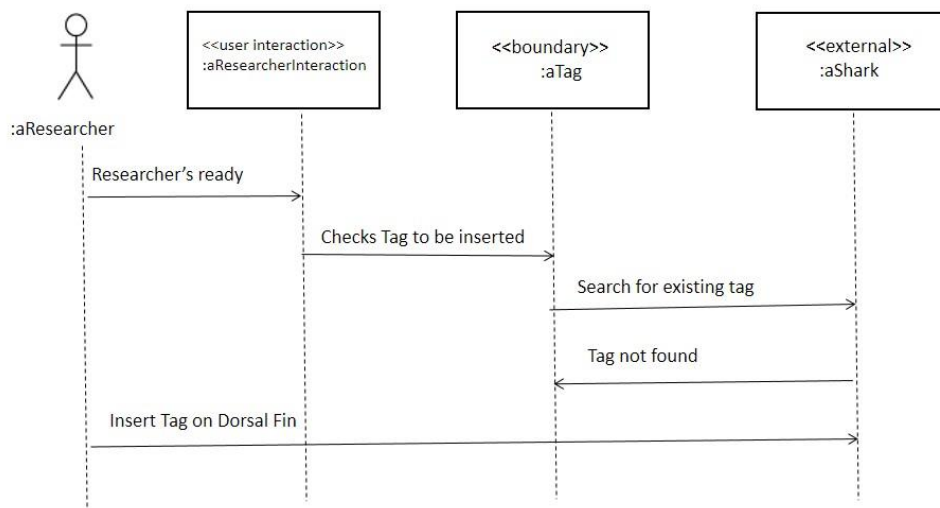 <<user interaction>>
:aResearcherInteraction
<<boundary>>
:aTag
<<external>>
:aShark
:aResearcher
Researcher's ready
Checks Tag to be inserted
Search for existing tag
Tag not found
Insert Tag on Dorsal Fin